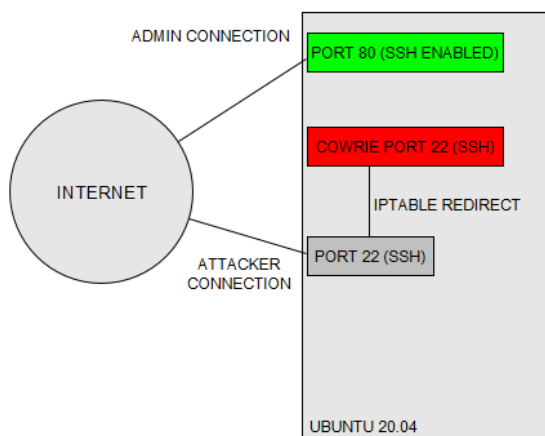 ADMIN CONNECTION
PORT 80 (SSH ENABLED)
COWRIE PORT 22 (SSH)
INTERNET
IPTABLE REDIRECT
PORT 22 (SSH)
ATTACKER
CONNECTION
UBUNTU 20.04